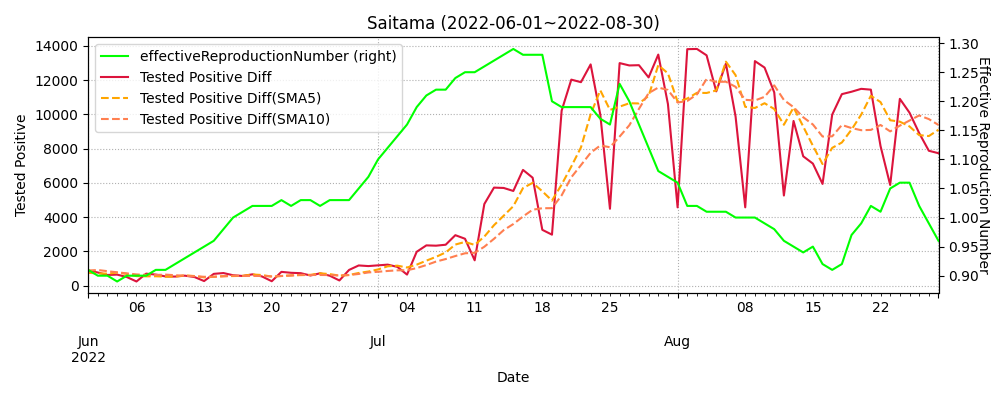 Saitama (2022-06-01~2022-08-30)
effectiveReproductionNumber (right)
Tested Positive Diff
Tested Positive Diff(SMA5)
Tested Positive Diff(SMA10)
Tested Positive
14000
12000
10000
8000
6000
4000
2000
0
1.30
1.25
1.20
1.15
1.10
1.05
1.00
0.95
0.90
Effective Reproduction Number
06 13 20 27 04 11 18 25 08 15 22
Jun Jul Aug
2022
Date